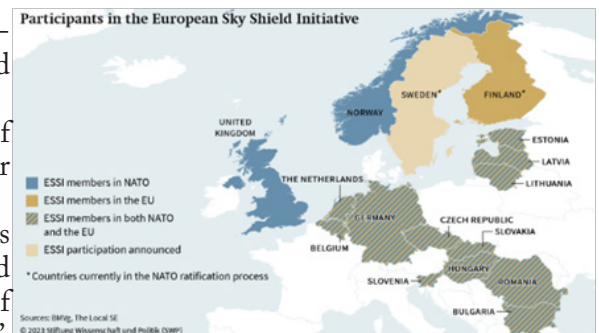 d
Participants in the European Sky Shield Initiative
of
r
s
d
of
,
SWEDEN*
FINLAND*
NORWAY
UNITED
KINGDOM
ESTONIA
LATVIA
LITHUANIA
THE NETHERLANDS
GERMANY
CZECH REPUBLIC
SLOVAKIA
BELGIUM
HUNGARY
ROMANIA
SLOVENIA
BULGARIA
ESSI members in NATO
ESSI members in the EU
ESSI members in both NATO
and the EU
ESSI participation announced
* Countries currently in the NATO ratification process
Sources: BMVg, The Local SE
© 2023 Stiftung Wissenschaft und Politik (SWP)